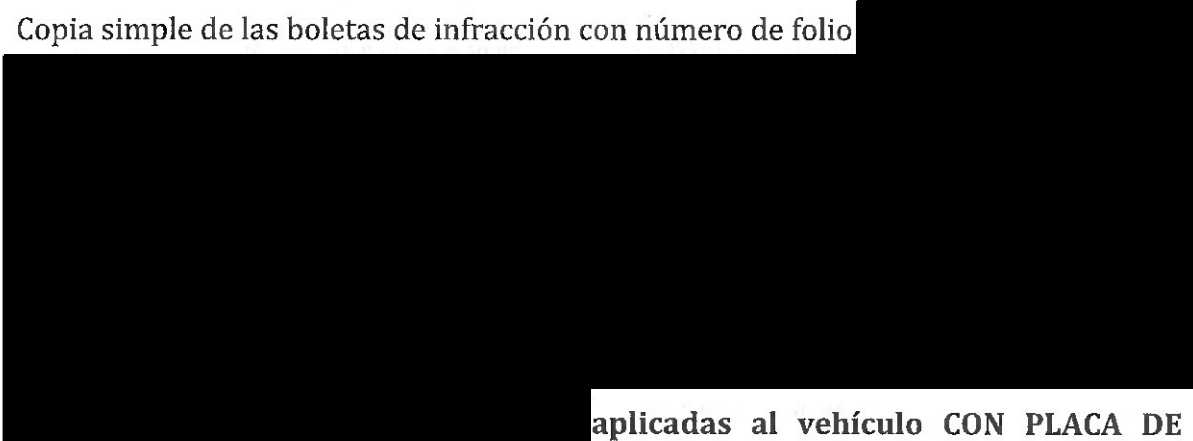 Copia simple de las boletas de infracción con número de folio
aplicadas al vehículo CON PLACA DE